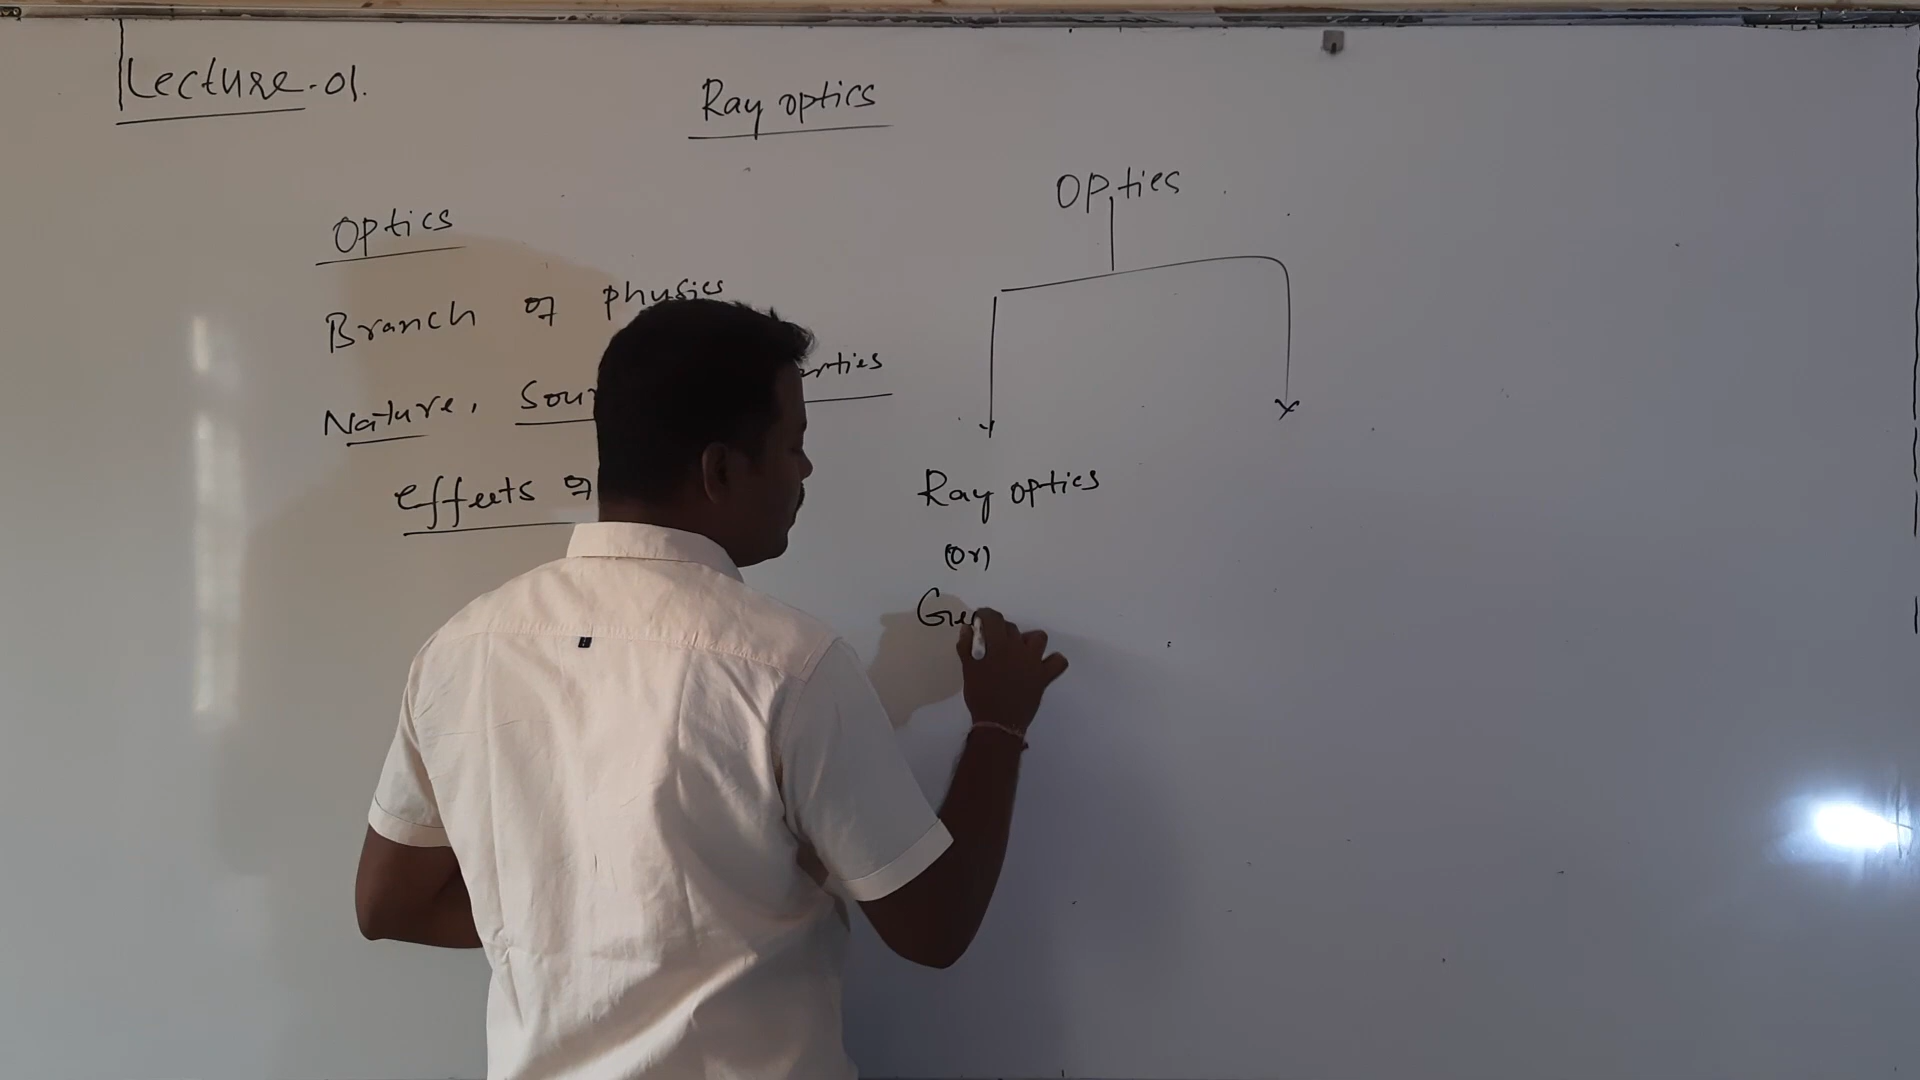 Lecture-01.
Ray optics
Optics
Branch of physics
Nature,
effects
Optics
Ray optics
(or)